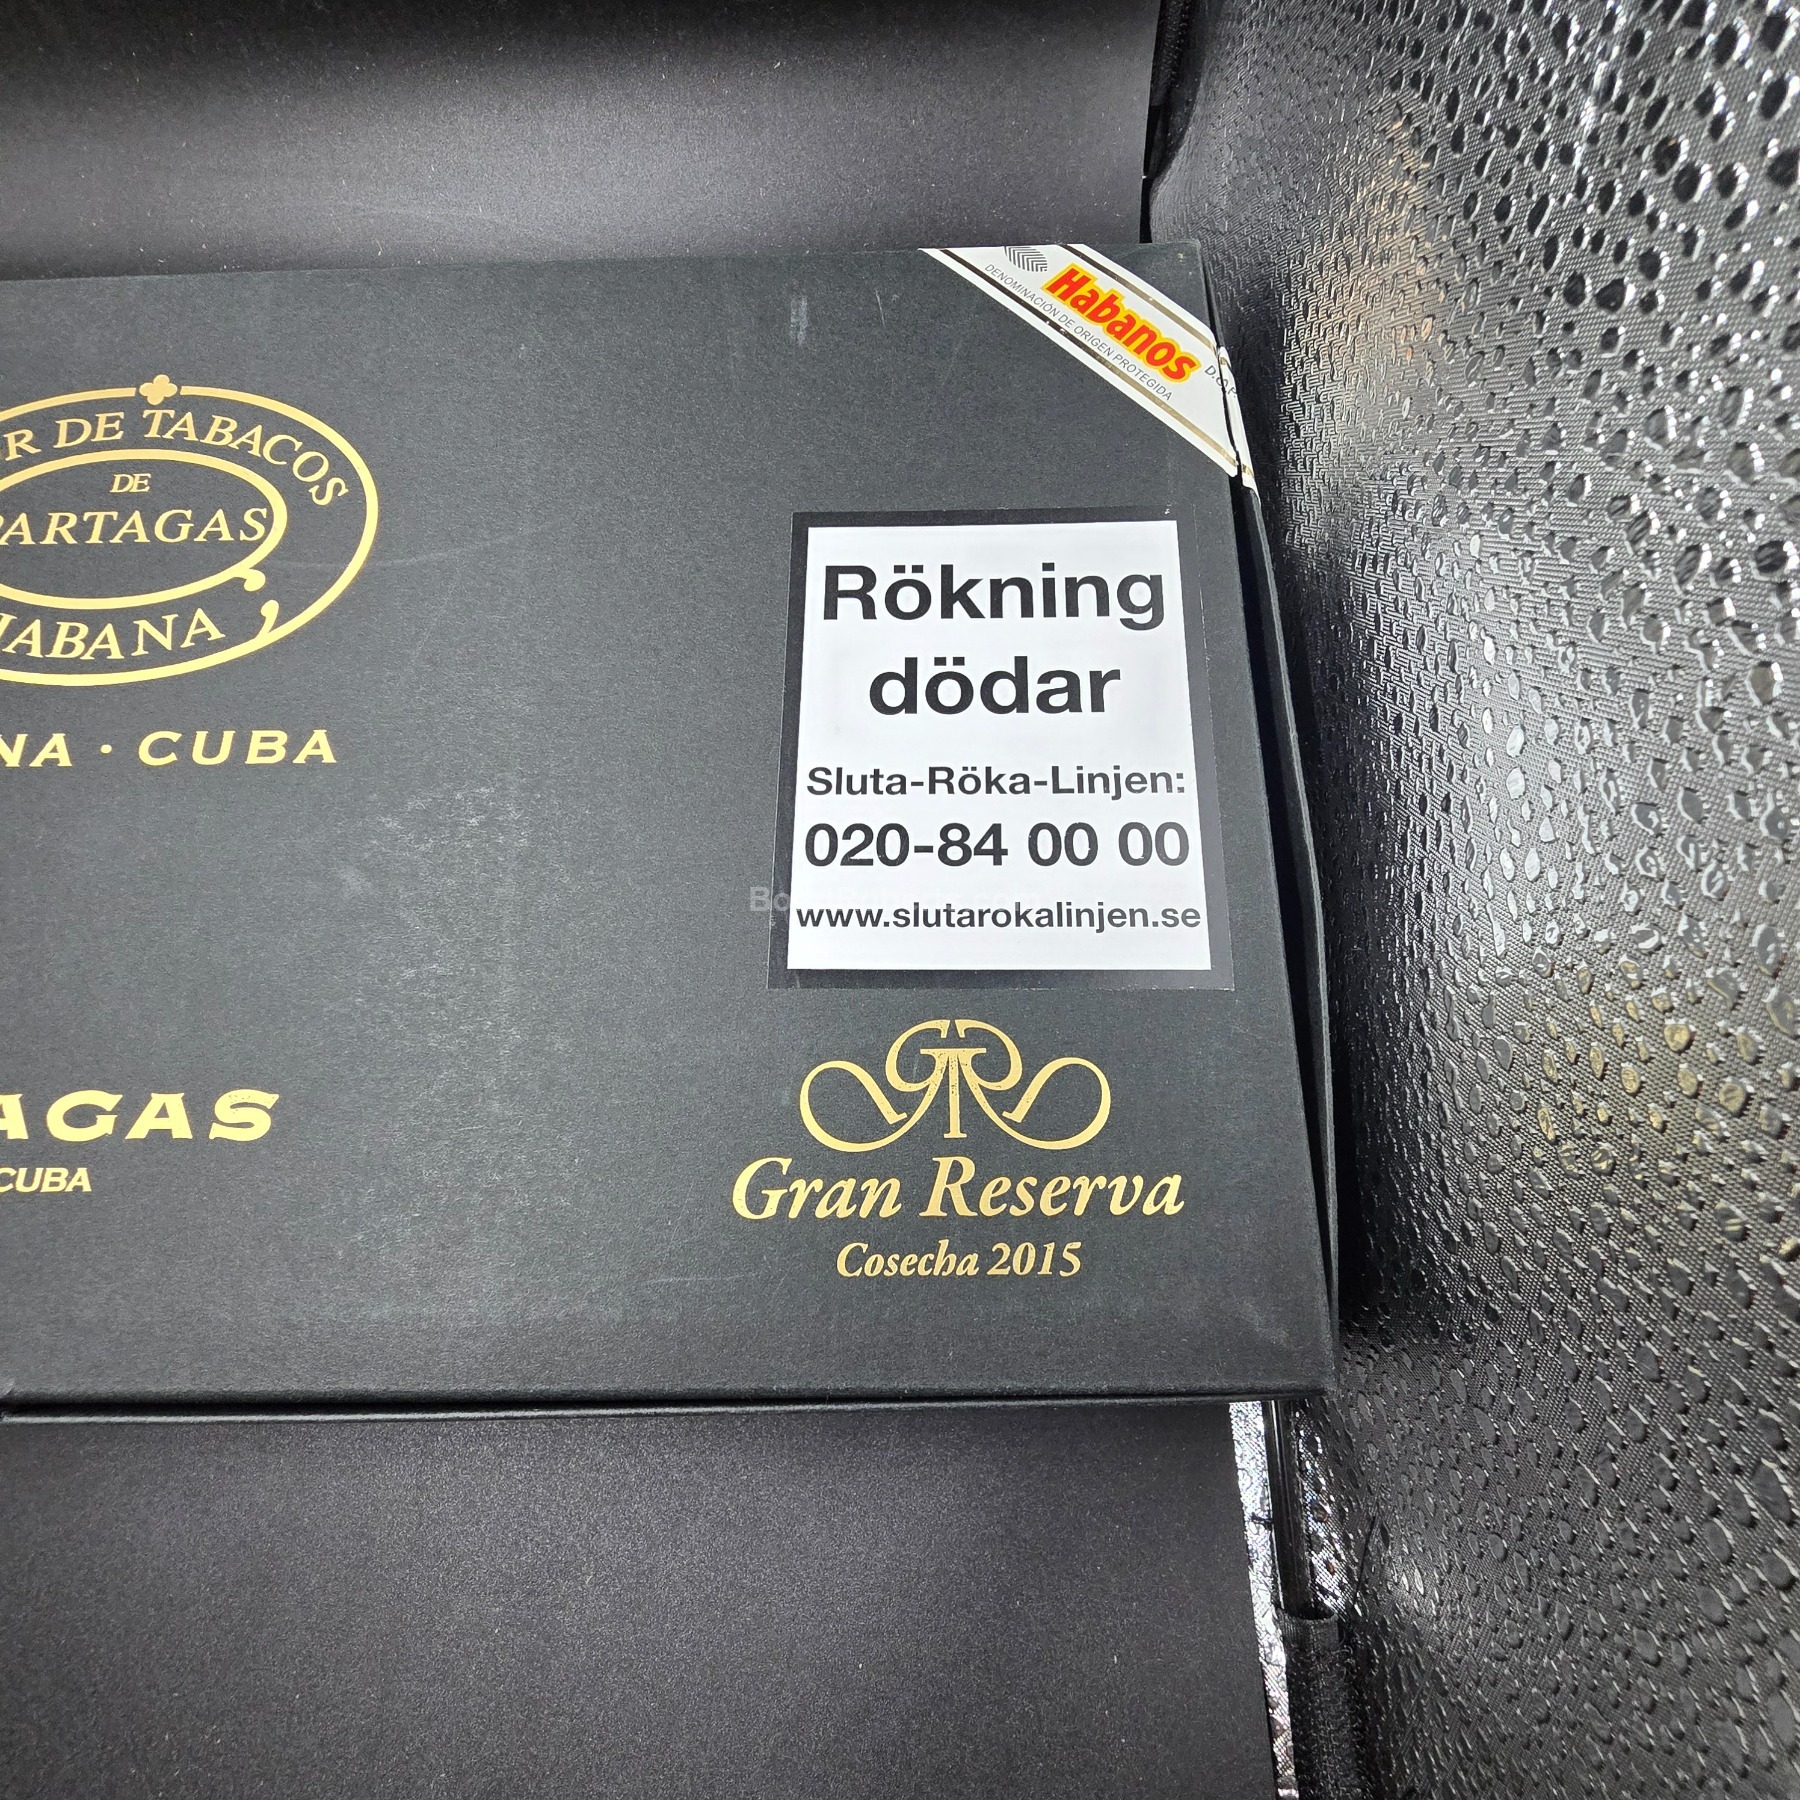 Habanos
DENOMINACIÓN DE ORIGEN PROTEGIDA
D.O.P.
R DE TABACOS
DE
PARTAGAS
HABANA
NA · CUBA
Rökning
dödar
Sluta-Röka-Linjen:
020-84 00 00
www.slutarokalinjen.se
AGAS
CUBA
Gran Reserva
Cosecha 2015